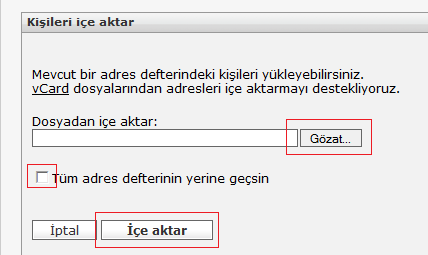 Kişileri içe aktar
Mevcut bir adres defterindeki kişileri yükleyebilirsiniz.
vCard dosyalarından adresleri içe aktarmayı destekliyoruz.
Dosyadan içe aktar:
Gözat...
Tüm adres defterinin yerine geçsin
İptal İçe aktar